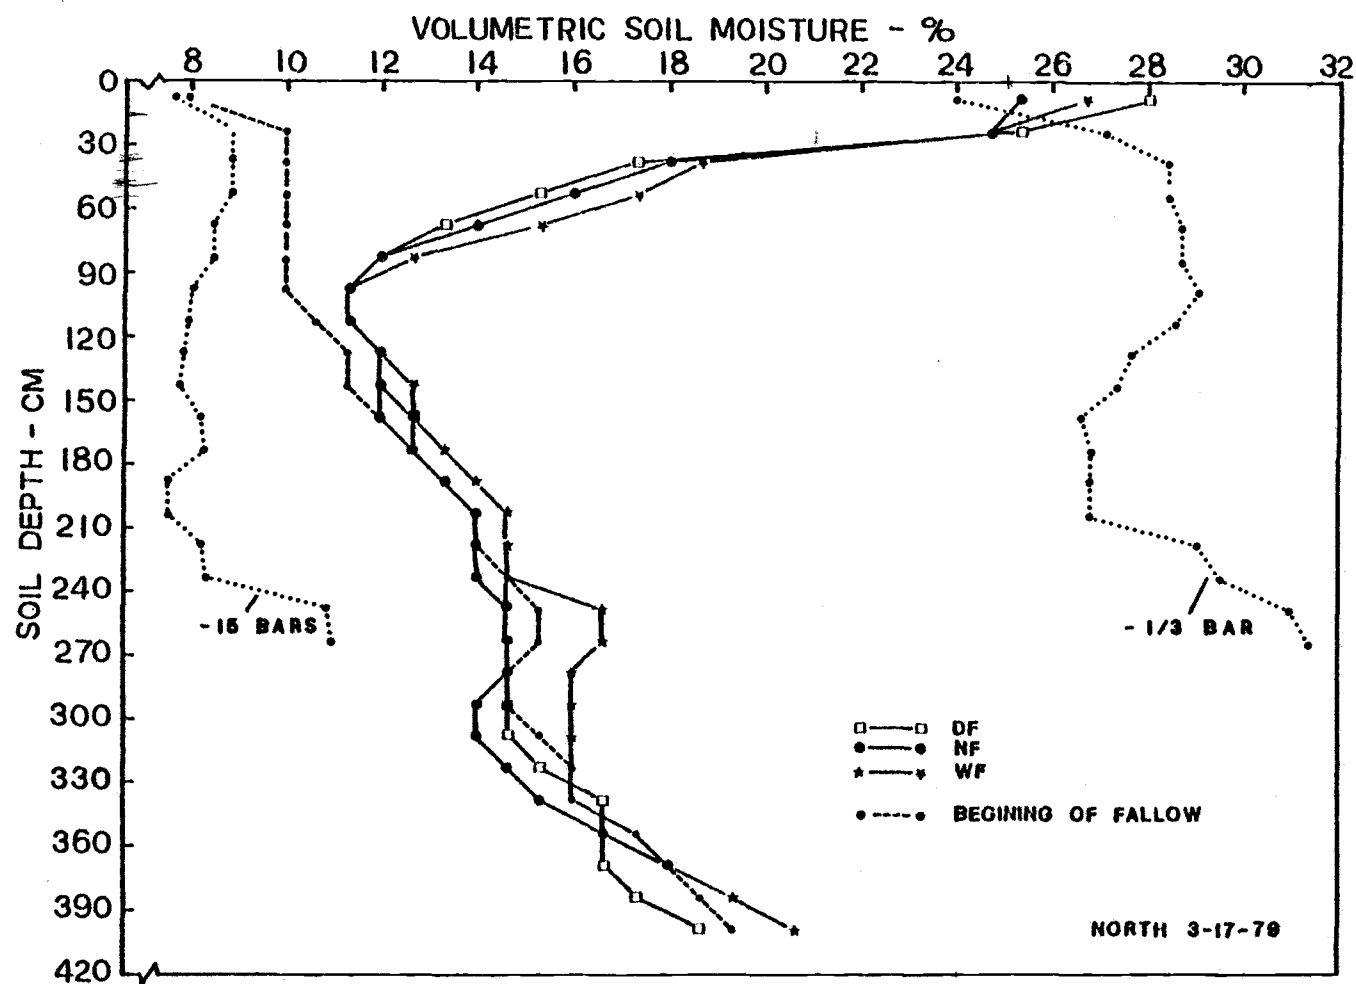 VOLUMETRIC SOIL MOISTURE - %
8 10 12 14 16 18 20 22 24 26 28 30 32
0
30
60
90
120
150
180
210
240
270
300
330
360
390
420
SOIL DEPTH - CM
-15 BARS
-1/3 BAR
DF
NF
WF
BEGINING OF FALLOW
NORTH 3-17-79